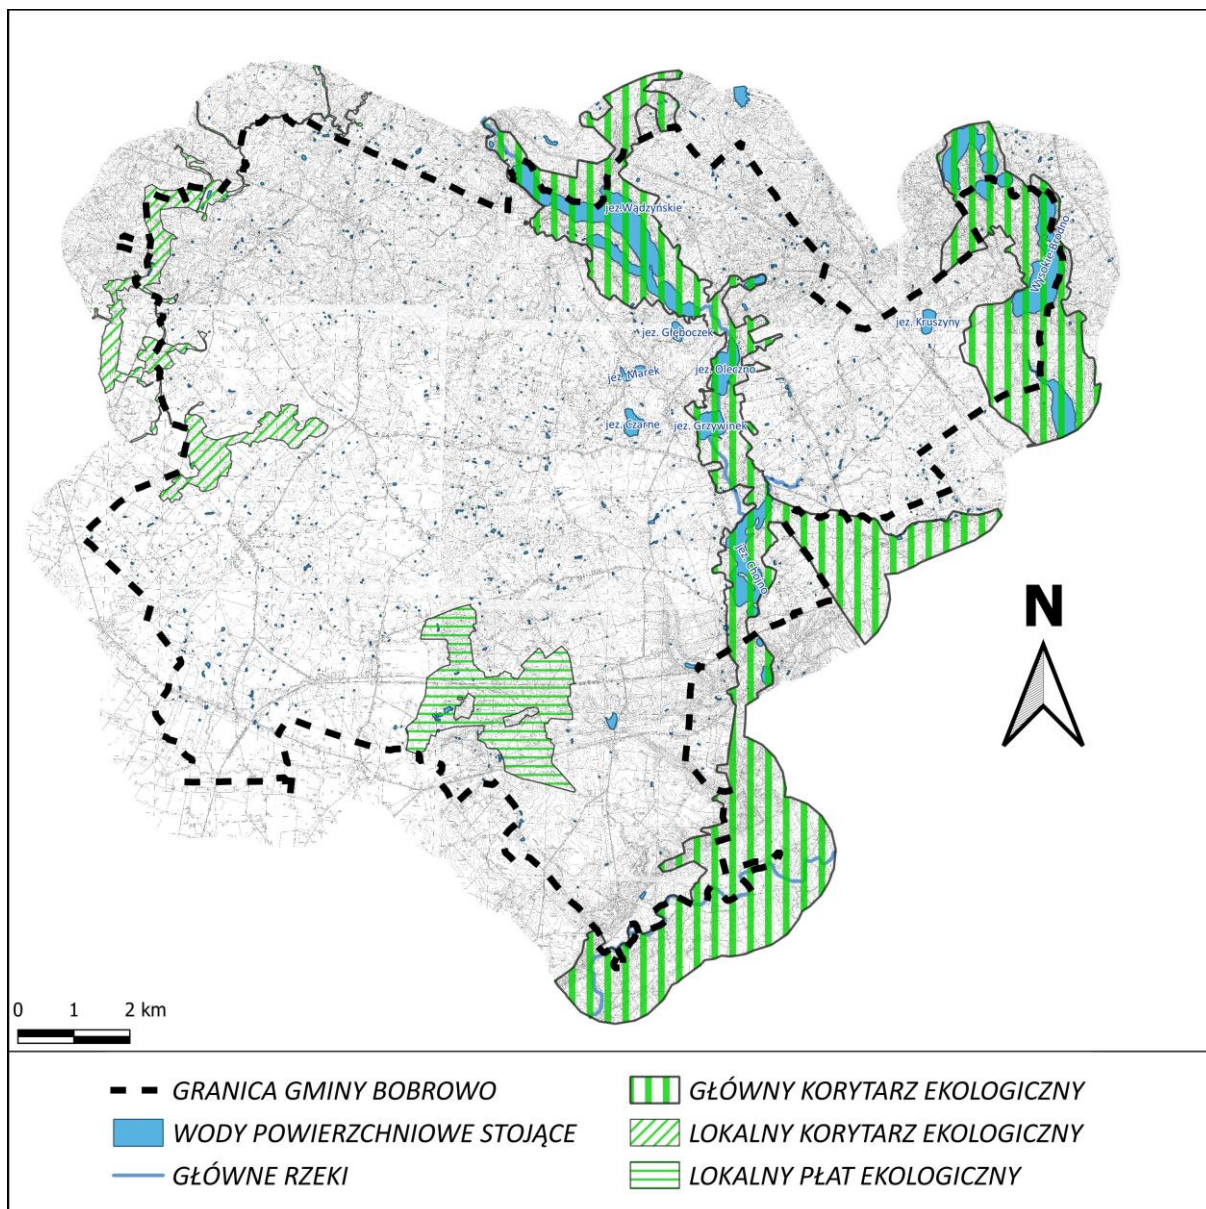 jez.Wądzyńskie
Wysokie Brodno
jez. Kruszyny
jez. Głęboczek
jez. Marek
jez. Oleczno
jez. Czarne
jez. Grzywinek
jez. Chojno
N
0 1 2 km
GRANICA GMINY BOBROWO
WODY POWIERZCHNIOWE STOJĄCE
GŁÓWNE RZEKI
GŁÓWNY KORYTARZ EKOLOGICZNY
LOKALNY KORYTARZ EKOLOGICZNY
LOKALNY PŁAT EKOLOGICZNY